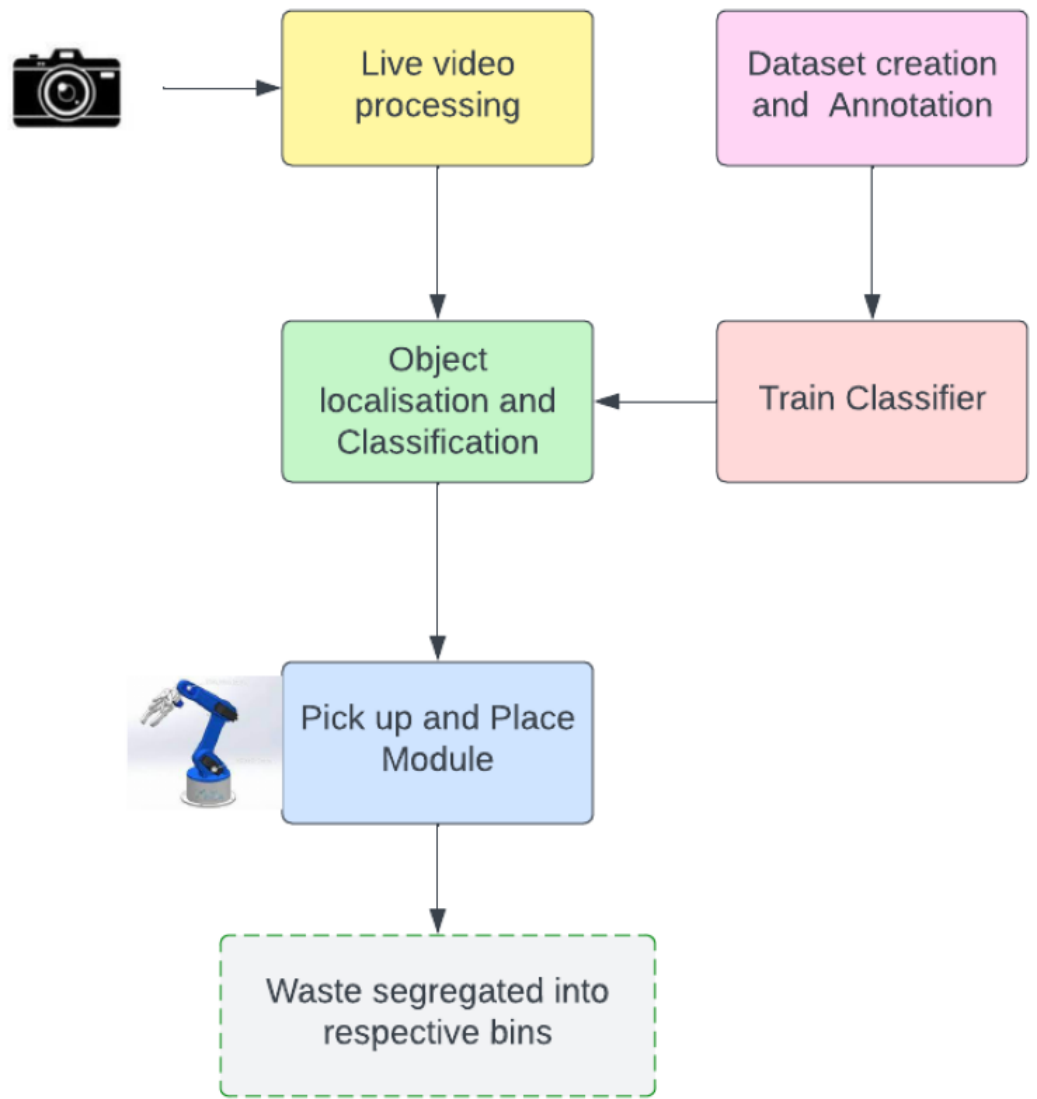 Live video
processing
Dataset creation
and  Annotation
Object
localisation and
Classification
Train Classifier
Pick up and Place
Module
Waste segregated into
respective bins